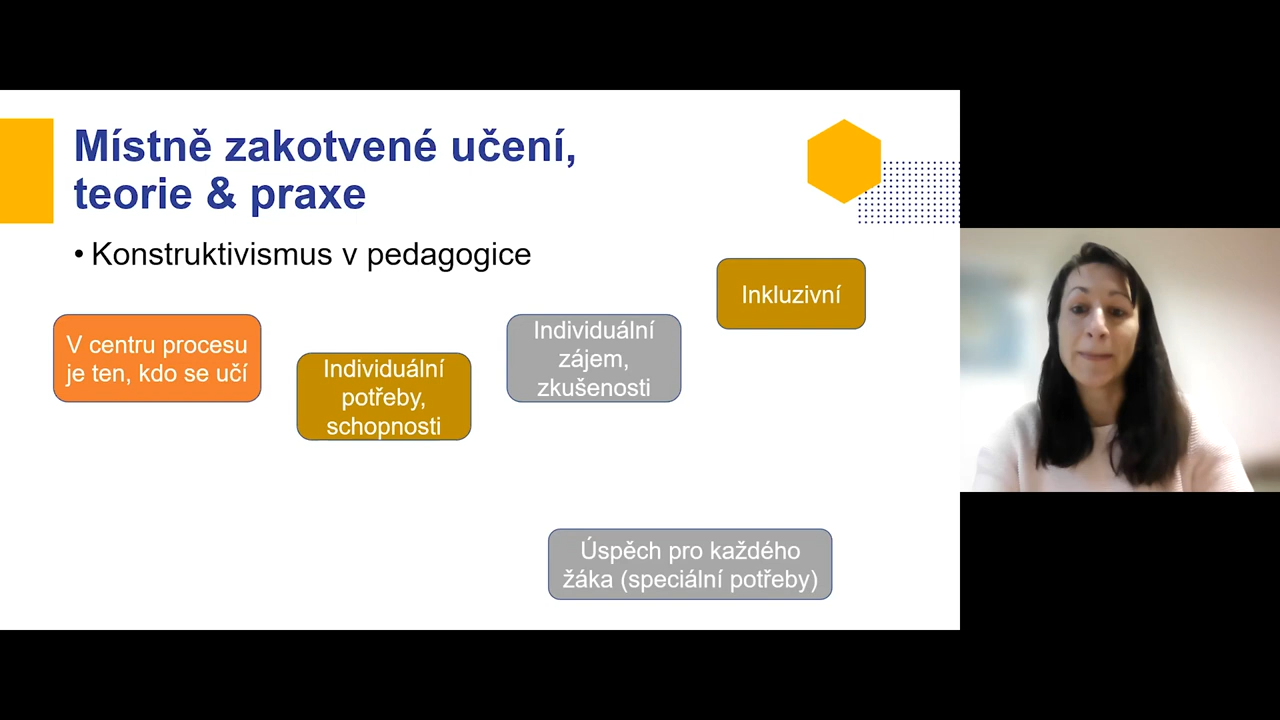 Místně zakotvené učení,
teorie & praxe
• Konstruktivismus v pedagogice
V centru procesu
je ten, kdo se učí
Individuální
potřeby,
schopnosti
Individuální
zájem,
zkušenosti
Inkluzivní
Úspěch pro každého
žáka (speciální potřeby)